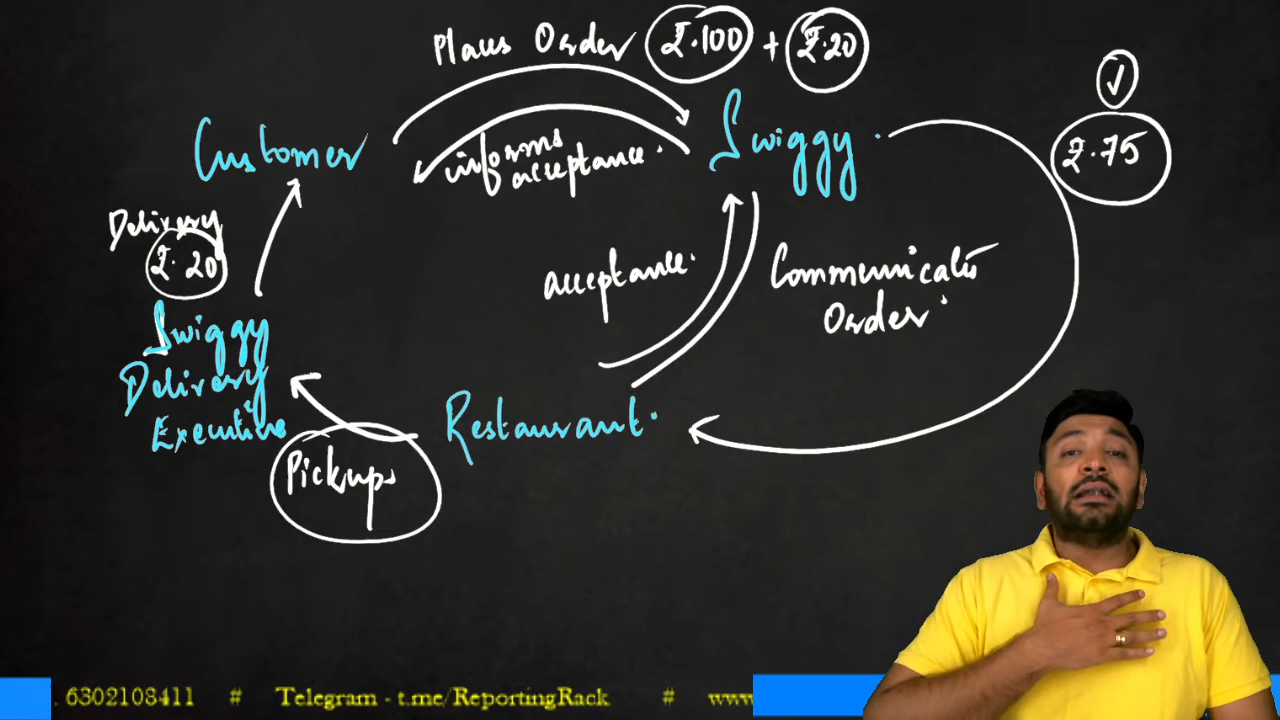 Places Order ₹.100 + ₹.20
✓
₹.75
Customer
informs
acceptance.
Swiggy.
Delivery
₹.20
acceptance.
Communicates
Order.
Swiggy
Delivery
Executive
Restaurant.
Pickups
. 6302108411 # Telegram - t.me/ReportingRack # www